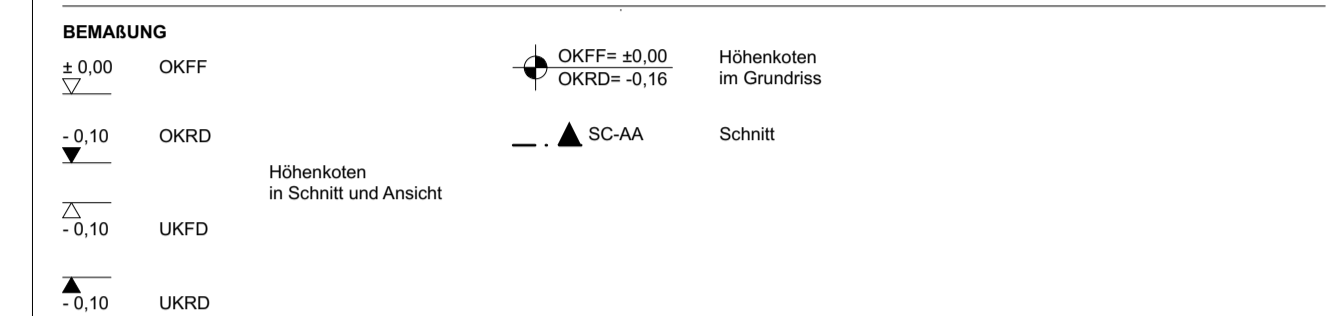 BEMAßUNG
± 0,00 OKFF
- 0,10 OKRD
Höhenkoten
in Schnitt und Ansicht
- 0,10 UKFD
- 0,10 UKRD
OKFF= ±0,00
OKRD= -0,16
Höhenkoten
im Grundriss
SC-AA Schnitt